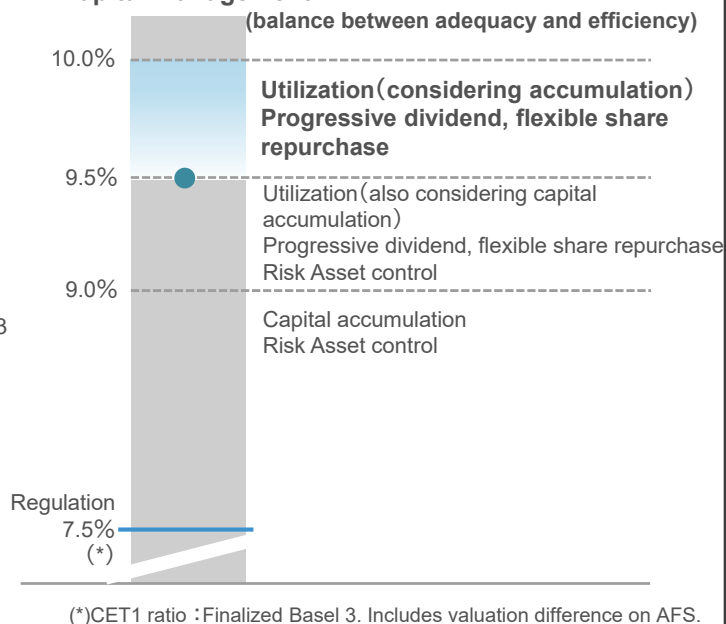 (balance between adequacy and efficiency)
10.0%
Utilization（considering accumulation）
Progressive dividend, flexible share
repurchase
9.5%
Utilization（also considering capital
accumulation）
Progressive dividend, flexible share repurchase
Risk Asset control
9.0%
Capital accumulation
Risk Asset control
3
Regulation
7.5%
(*)
(*)CET1 ratio：Finalized Basel 3. Includes valuation difference on AFS.